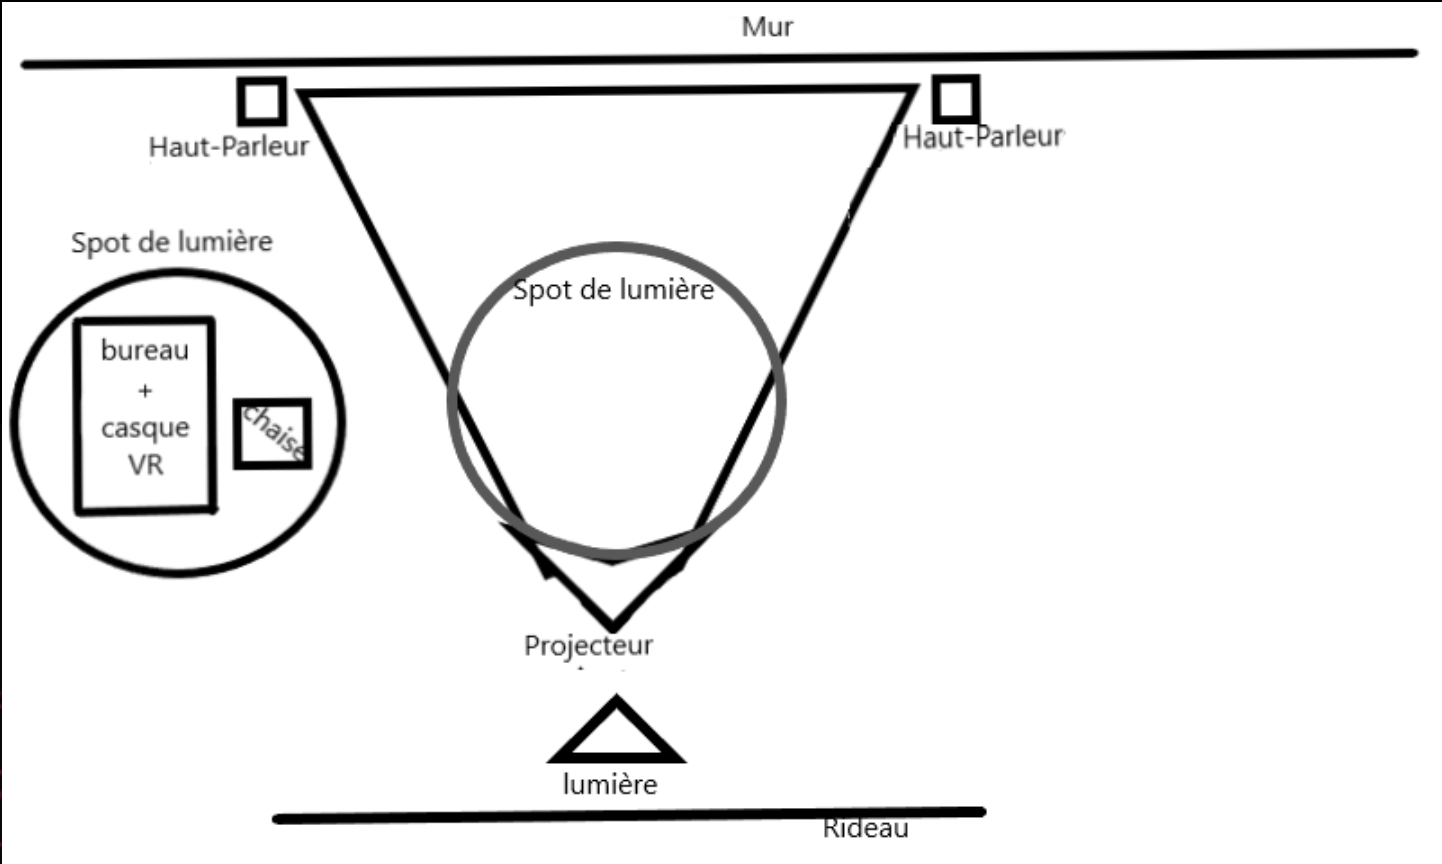 Mur
Haut-Parleur
Haut-Parleur
Spot de lumière
Spot de lumière
bureau
+
casque
VR
chaise
Projecteur
lumière
Rideau